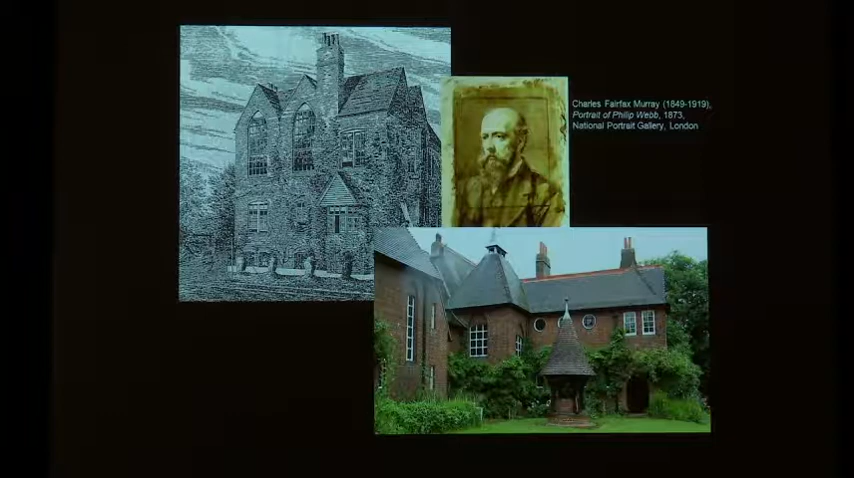 Charles Fairfax Murray (1849-1919),
Portrait of Philip Webb, 1873,
National Portrait Gallery, London